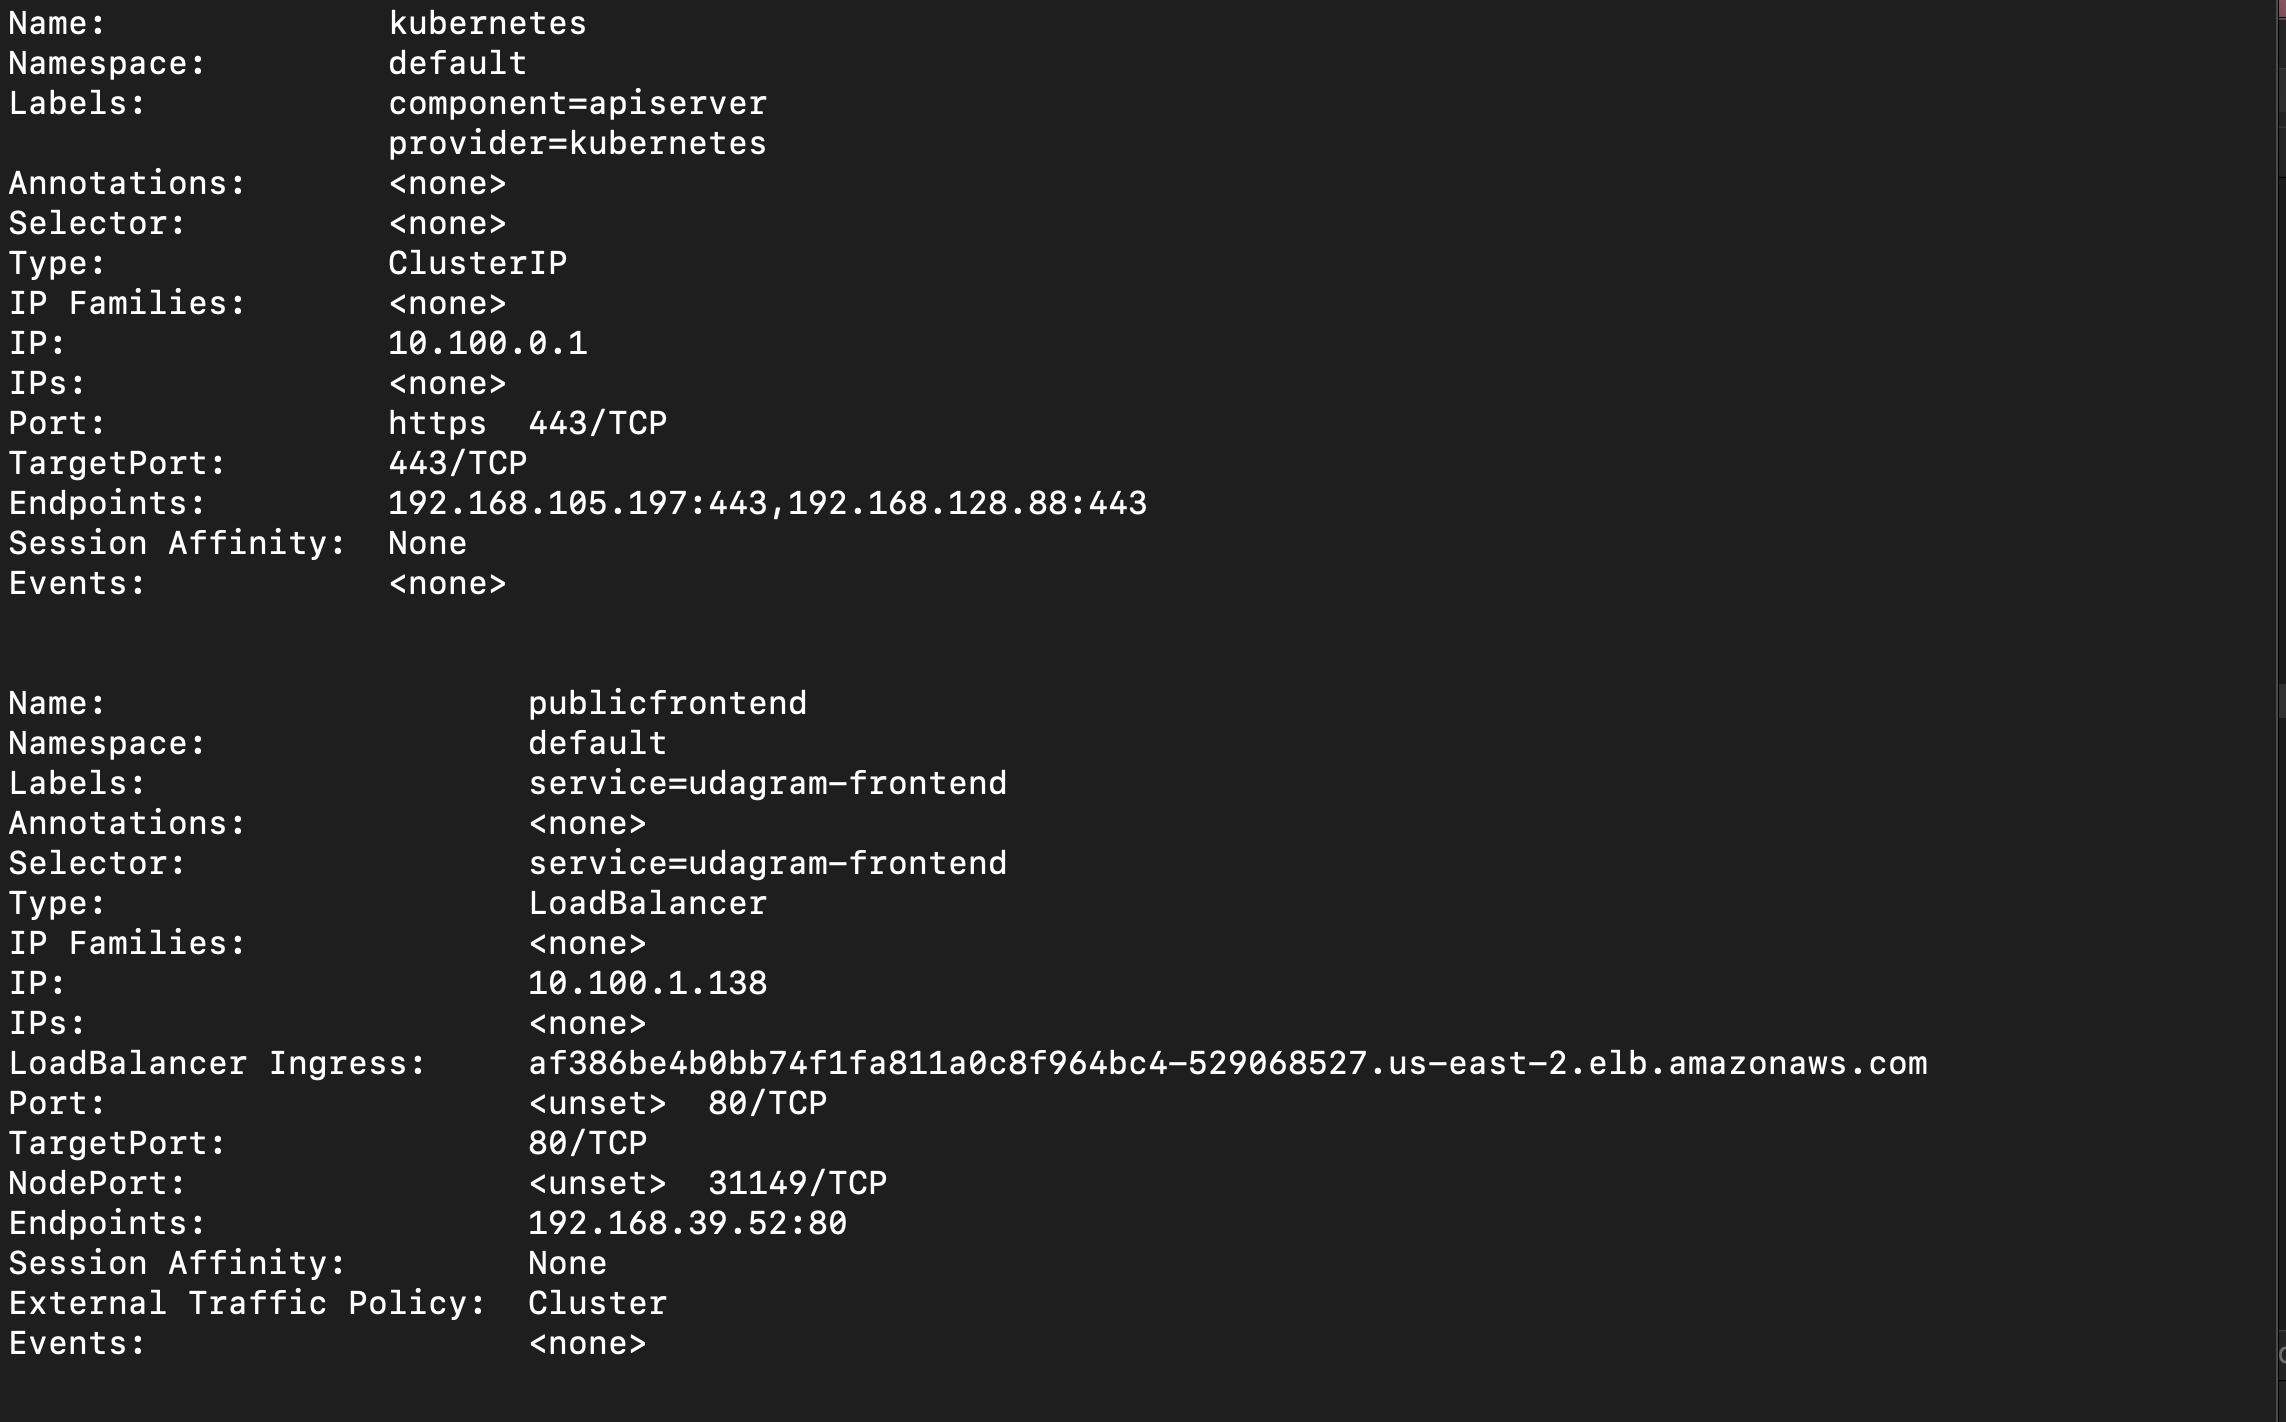 Name:              kubernetes
Namespace:         default
Labels:            component=apiserver
                   provider=kubernetes
Annotations:       <none>
Selector:          <none>
Type:              ClusterIP
IP Families:       <none>
IP:                10.100.0.1
IPs:               <none>
Port:              https  443/TCP
TargetPort:        443/TCP
Endpoints:         192.168.105.197:443,192.168.128.88:443
Session Affinity:  None
Events:            <none>


Name:                     publicfrontend
Namespace:                default
Labels:                   service=udagram-frontend
Annotations:              <none>
Selector:                 service=udagram-frontend
Type:                     LoadBalancer
IP Families:              <none>
IP:                       10.100.1.138
IPs:                      <none>
LoadBalancer Ingress:     af386be4b0bb74f1fa811a0c8f964bc4-529068527.us-east-2.elb.amazonaws.com
Port:                     <unset>  80/TCP
TargetPort:               80/TCP
NodePort:                 <unset>  31149/TCP
Endpoints:                192.168.39.52:80
Session Affinity:         None
External Traffic Policy:  Cluster
Events:                   <none>